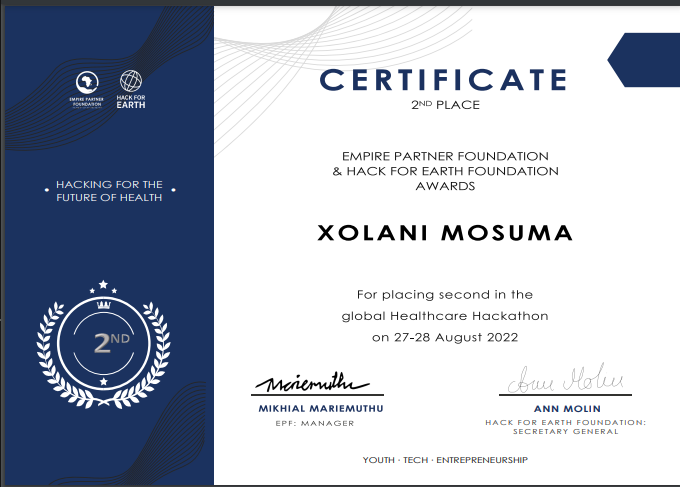 EMPIRE PARTNER
FOUNDATION
HACK FOR
EARTH
HACKING FOR THE
FUTURE OF HEALTH
2ND
CERTIFICATE
2ND PLACE
EMPIRE PARTNER FOUNDATION
& HACK FOR EARTH FOUNDATION
AWARDS
XOLANI MOSUMA
For placing second in the
global Healthcare Hackathon
on 27-28 August 2022
Mariemuthu
Ann Molin
MIKHIAL MARIEMUTHU
EPF: MANAGER
ANN MOLIN
HACK FOR EARTH FOUNDATION:
SECRETARY GENERAL
YOUTH · TECH · ENTREPRENEURSHIP